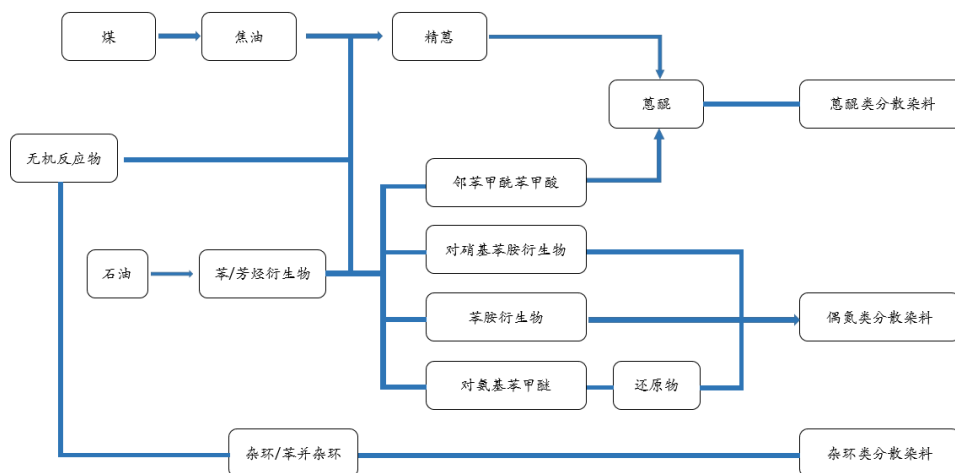 煤
焦油
精蒽
蒽醌
蒽醌类分散染料
无机反应物
邻苯甲酰苯甲酸
对硝基苯胺衍生物
石油
苯/芳烃衍生物
苯胺衍生物
偶氮类分散染料
对氨基苯甲醚
还原物
杂环/苯并杂环
杂环类分散染料